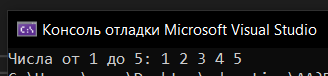 Консоль отладки Microsoft Visual Studio
Числа от 1 до 5: 1 2 3 4 5